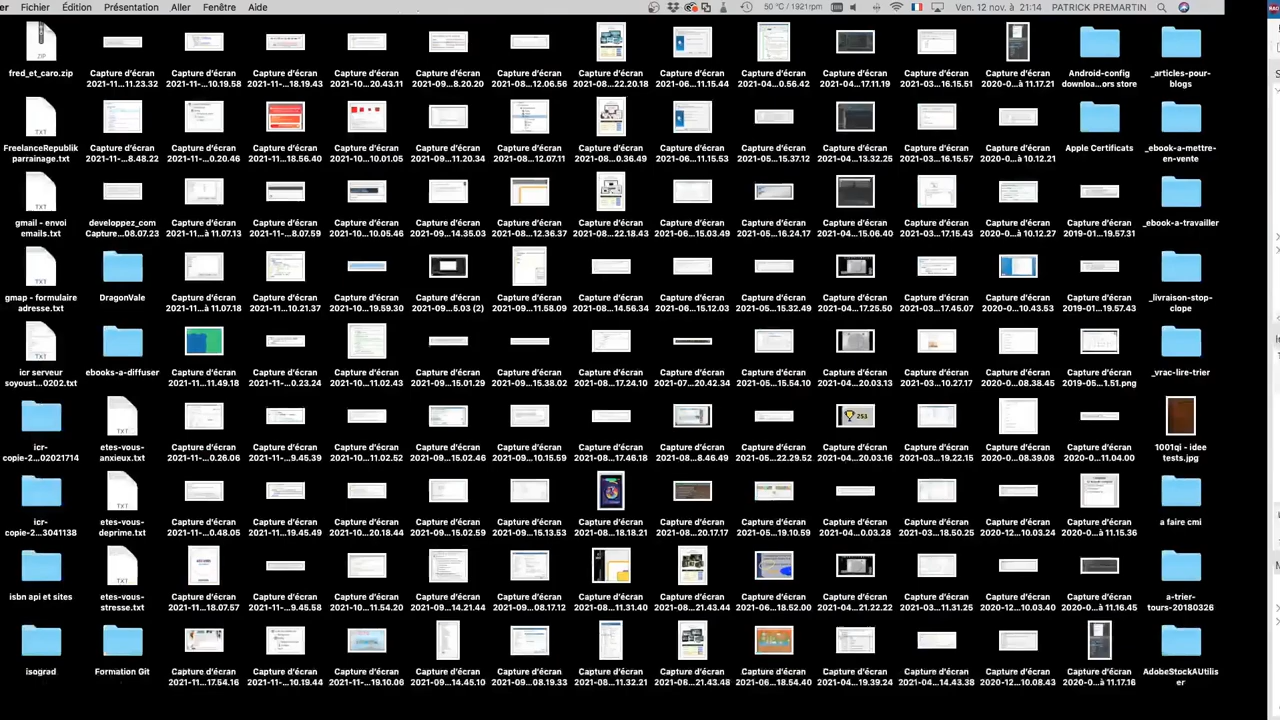 Fichier Édition Présentation Aller Fenêtre Aide 50 °C / 1921rpm Ven. 12 nov. à 21:14 PATRICK PREMARTIN
fred_et_caro.zip
Capture d'écran 2021-11...11.23.32
Capture d'écran 2021-11-...10.19.58
Capture d'écran 2021-11...18.19.43
Capture d'écran 2021-10...20.43.11
Capture d'écran 2021-09...8.20.20
Capture d'écran 2021-08...12.06.56
Capture d'écran 2021-08...22.20.18
Capture d'écran 2021-06...11.15.44
Capture d'écran 2021-04...0.56.42
Capture d'écran 2021-04...17.11.19
Capture d'écran 2021-03...16.15.51
Capture d'écran 2020-0...à 11.17.21
Android-config downloa...ors store
_articles-pour-blogs
FreelanceRepublik parrainage.txt
Capture d'écran 2021-11-...8.48.22
Capture d'écran 2021-11-...0.20.46
Capture d'écran 2021-11...18.56.40
Capture d'écran 2021-10...10.01.05
Capture d'écran 2021-09...11.20.34
Capture d'écran 2021-08...12.07.11
Capture d'écran 2021-08...0.36.49
Capture d'écran 2021-06...11.15.53
Capture d'écran 2021-05...15.37.12
Capture d'écran 2021-04...13.32.25
Capture d'écran 2021-03...16.15.57
Capture d'écran 2020-0...à 10.12.21
Apple Certificats
_ebook-a-mettre-en-vente
gmail - envoi emails.txt
developpez_com Capture...08.07.23
Capture d'écran 2021-11...à 11.07.13
Capture d'écran 2021-11...8.07.59
Capture d'écran 2021-10...10.05.46
Capture d'écran 2021-09...14.35.03
Capture d'écran 2021-08...12.36.37
Capture d'écran 2021-08...22.18.43
Capture d'écran 2021-06...15.03.49
Capture d'écran 2021-05...16.24.17
Capture d'écran 2021-04...15.06.40
Capture d'écran 2021-03...17.15.43
Capture d'écran 2020-0...à 10.12.27
Capture d'écran 2019-01...19.57.31
_ebook-a-travailler
gmap - formulaire adresse.txt
DragonVale
Capture d'écran 2021-11...à 11.07.18
Capture d'écran 2021-11...10.21.37
Capture d'écran 2021-10...19.59.30
Capture d'écran 2021-09...5.03 (2)
Capture d'écran 2021-09...11.58.09
Capture d'écran 2021-08...14.56.34
Capture d'écran 2021-06...15.12.03
Capture d'écran 2021-05...15.32.49
Capture d'écran 2021-04...17.25.50
Capture d'écran 2021-03...17.45.07
Capture d'écran 2020-0...10.43.53
Capture d'écran 2019-01...19.57.43
_livraison-stop-clope
icr serveur soyoust...0202.txt
ebooks-a-diffuser
Capture d'écran 2021-11...11.49.18
Capture d'écran 2021-11-...0.23.24
Capture d'écran 2021-10...11.02.43
Capture d'écran 2021-09...15.01.29
Capture d'écran 2021-09...15.38.02
Capture d'écran 2021-08...17.24.10
Capture d'écran 2021-07...20.42.34
Capture d'écran 2021-05...15.54.10
Capture d'écran 2021-04...20.03.13
Capture d'écran 2021-03...10.27.17
Capture d'écran 2020-0...08.38.45
Capture d'écran 2019-05...1.51.png
_vrac-lire-trier
icr-copie-2...02021714
etes-vous-anxieux.txt
Capture d'écran 2021-11-...0.26.06
Capture d'écran 2021-11-...9.45.39
Capture d'écran 2021-10...11.02.52
Capture d'écran 2021-09...15.02.46
Capture d'écran 2021-09...10.15.59
Capture d'écran 2021-08...17.46.18
Capture d'écran 2021-08...8.46.49
Capture d'écran 2021-05...22.29.52
Capture d'écran 2021-04...20.03.16
Capture d'écran 2021-03...19.22.15
Capture d'écran 2020-0...08.39.08
Capture d'écran 2020-0...11.04.00
1001qi - idee tests.jpg
icr-copie-2...3041138
etes-vous-deprime.txt
Capture d'écran 2021-11-...0.48.05
Capture d'écran 2021-11...19.45.49
Capture d'écran 2021-10...20.18.44
Capture d'écran 2021-09...15.02.59
Capture d'écran 2021-09...15.13.53
Capture d'écran 2021-08...18.18.21
Capture d'écran 2021-08...20.17.17
Capture d'écran 2021-05...19.10.59
Capture d'écran 2021-04...0.03.28
Capture d'écran 2021-03...18.50.25
Capture d'écran 2020-12...10.03.24
Capture d'écran 2020-0...à 11.15.36
a faire cmi
isbn api et sites
etes-vous-stresse.txt
Capture d'écran 2021-11...18.07.57
Capture d'écran 2021-11-...9.45.58
Capture d'écran 2021-10...11.54.20
Capture d'écran 2021-09...14.21.44
Capture d'écran 2021-09...08.17.12
Capture d'écran 2021-08...11.31.40
Capture d'écran 2021-08...21.43.44
Capture d'écran 2021-06...18.52.00
Capture d'écran 2021-04...21.22.22
Capture d'écran 2021-03...11.31.25
Capture d'écran 2020-12...10.03.40
Capture d'écran 2020-0...à 11.16.45
a-trier-tours-20180326
isograd
Formation Git
Capture d'écran 2021-11...17.54.16
Capture d'écran 2021-11-...10.19.44
Capture d'écran 2021-11...19.10.06
Capture d'écran 2021-09...14.45.10
Capture d'écran 2021-09...08.19.33
Capture d'écran 2021-08...11.32.21
Capture d'écran 2021-08...21.43.48
Capture d'écran 2021-06...18.54.40
Capture d'écran 2021-04...19.39.24
Capture d'écran 2021-04...14.43.38
Capture d'écran 2020-12...10.08.43
Capture d'écran 2020-0...à 11.17.16
AdobeStockAUtiliser